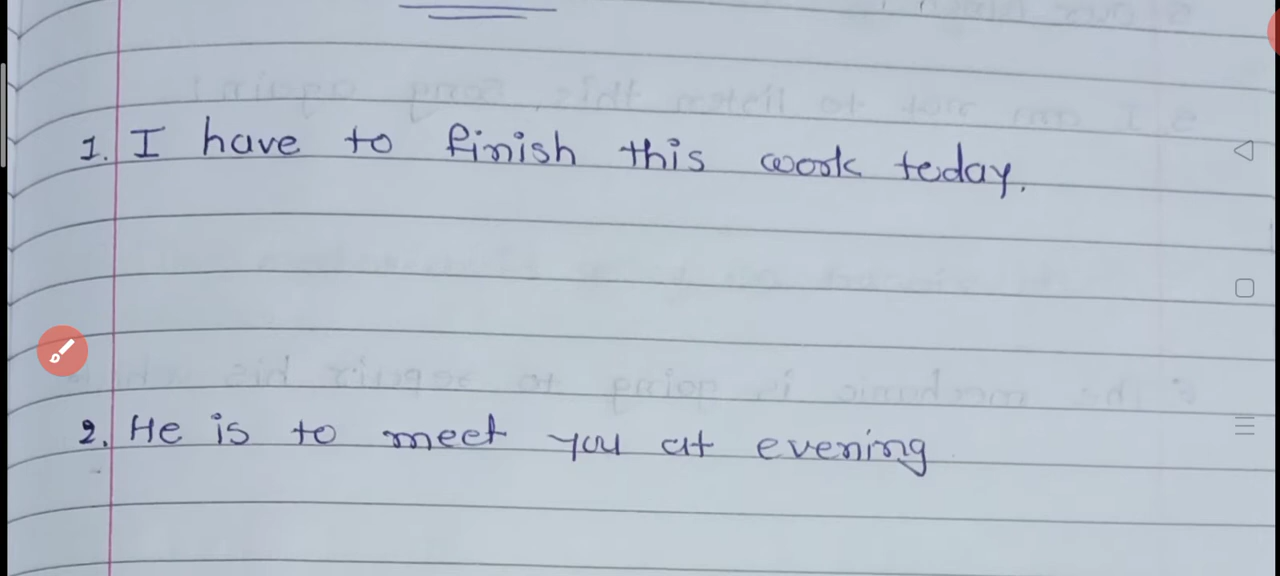 1. I have to finish this work today.
2. He is to meet you at evening